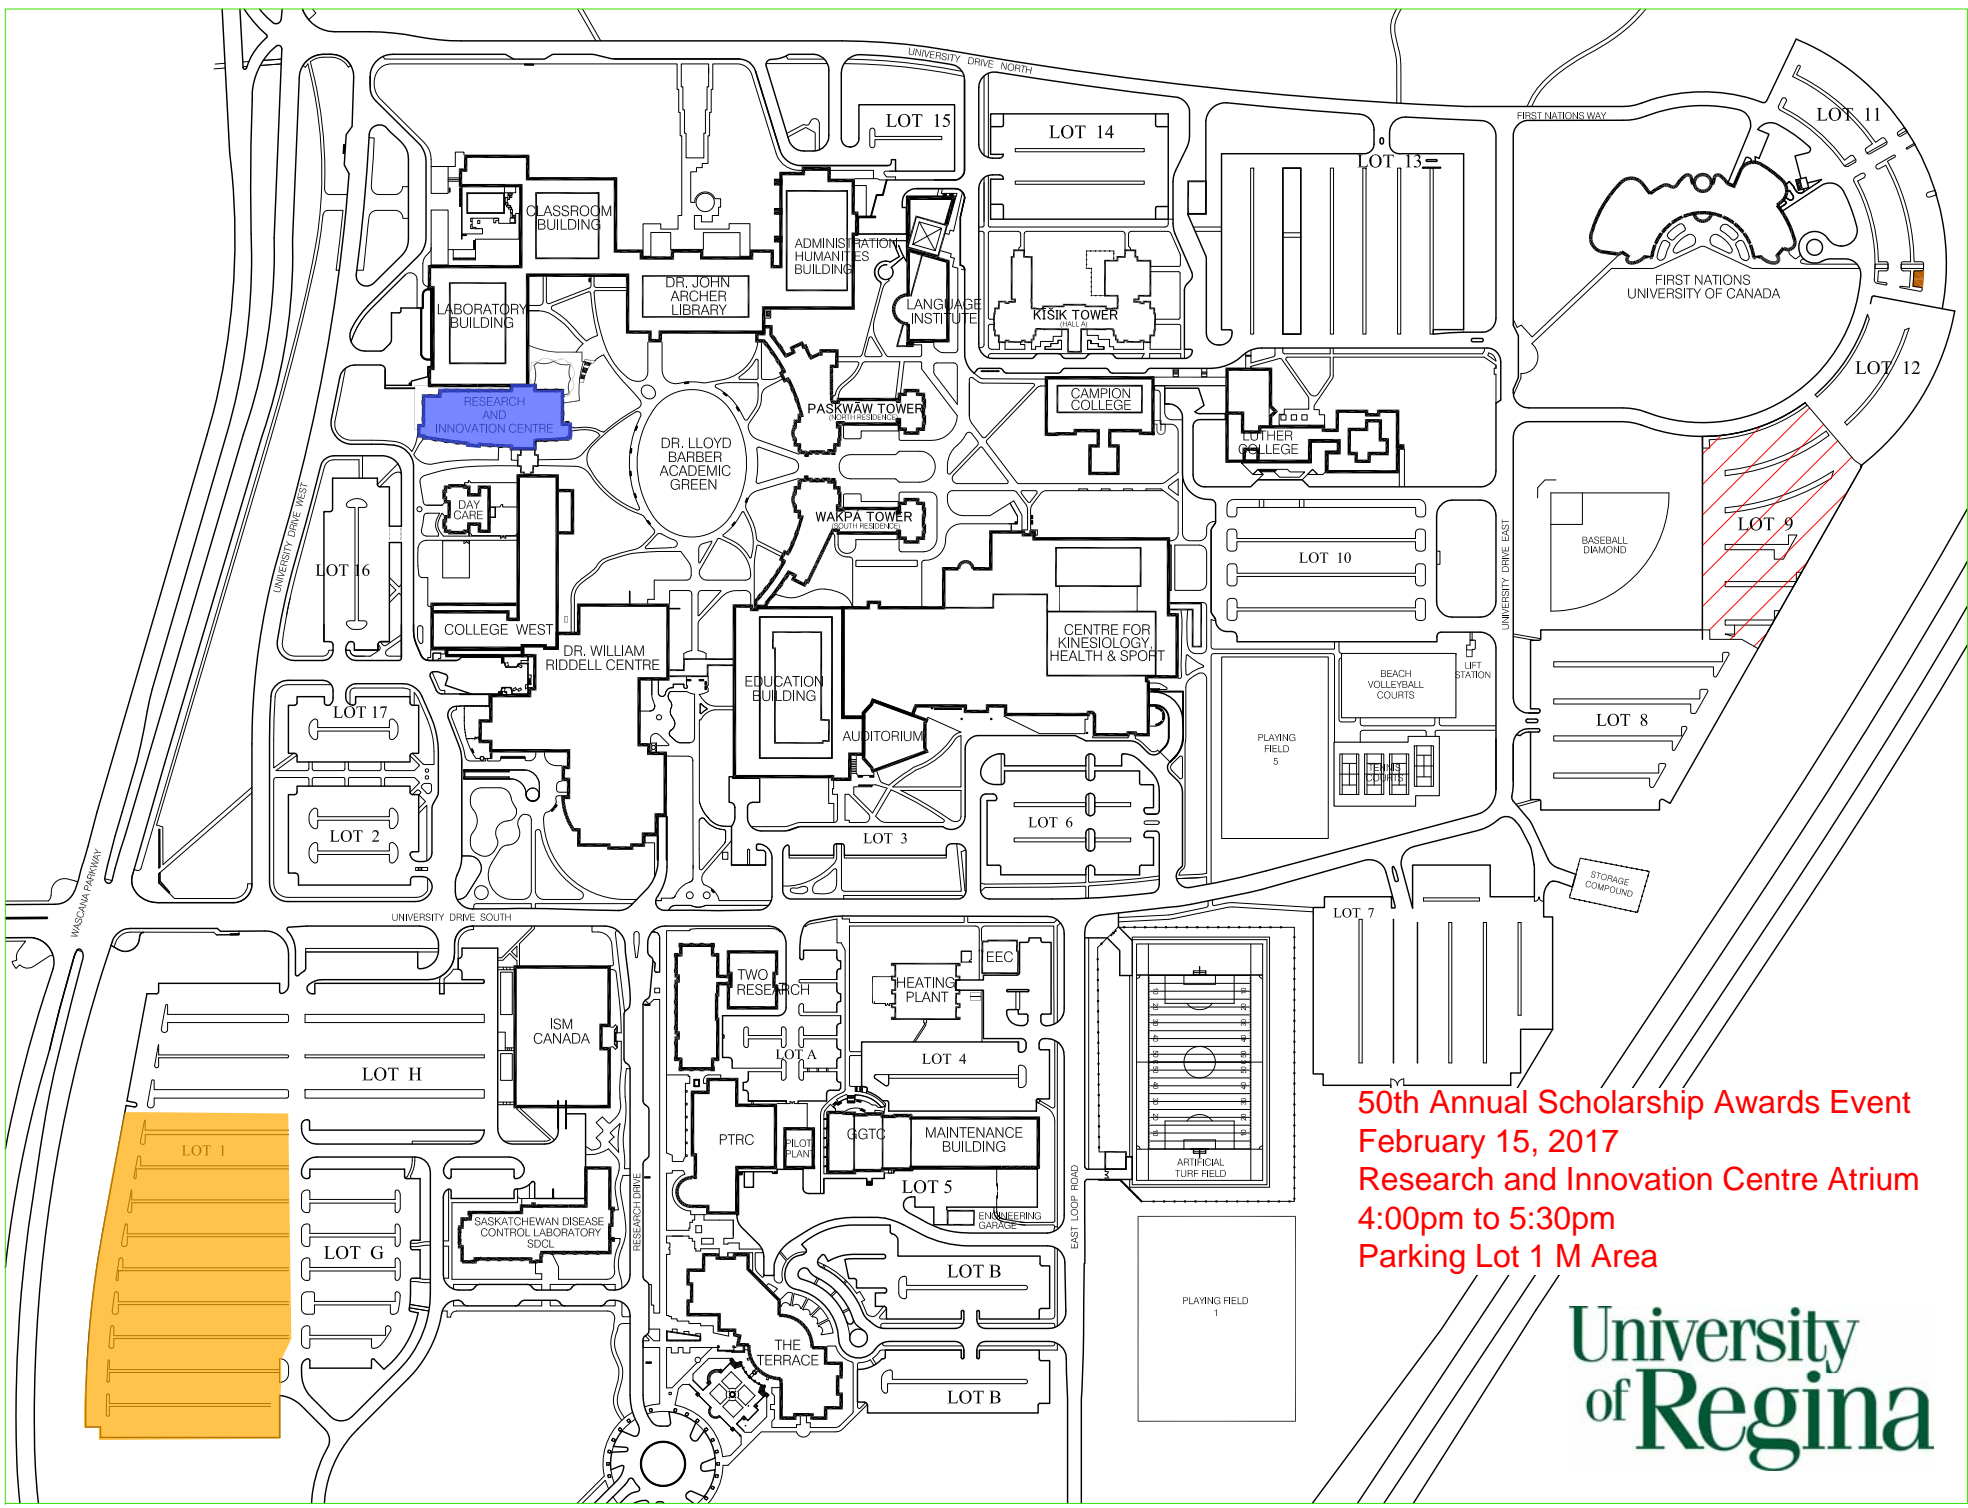 UNIVERSITY DRIVE NORTH
FIRST NATIONS WAY
LOT 11
LOT 15
LOT 14
LOT 13
CLASSROOM
BUILDING
ADMINISTRATION
HUMANITIES
BUILDING
DR. JOHN
ARCHER
LIBRARY
LABORATORY
BUILDING
LANGUAGE
INSTITUTE
KĪŠIK TOWER
(HALL A)
FIRST NATIONS
UNIVERSITY OF CANADA
LOT 12
RESEARCH
AND
INNOVATION CENTRE
PASKWĀW TOWER
(NORTH RESIDENCE)
CAMPION
COLLEGE
LUTHER
COLLEGE
DR. LLOYD
BARBER
ACADEMIC
GREEN
DAY
CARE
WAKPÁ TOWER
(SOUTH RESIDENCE)
UNIVERSITY DRIVE WEST
LOT 16
LOT 10
UNIVERSITY DRIVE EAST
BASEBALL
DIAMOND
LOT 9
COLLEGE WEST
DR. WILLIAM
RIDDELL CENTRE
CENTRE FOR
KINESIOLOGY,
HEALTH & SPORT
EDUCATION
BUILDING
AUDITORIUM
BEACH
VOLLEYBALL
COURTS
LIFT
STATION
LOT 17
LOT 8
PLAYING
FIELD
5
TENNIS
COURTS
LOT 2
LOT 3
LOT 6
WASCANA PARKWAY
STORAGE
COMPOUND
UNIVERSITY DRIVE SOUTH
LOT 7
TWO
RESEARCH
HEATING
PLANT
EEC
ISM
CANADA
LOT A
LOT 4
LOT H
LOT 1
PTRC
PILOT
PLANT
GGTC
MAINTENANCE
BUILDING
ARTIFICIAL
TURF FIELD
LOT 5
ENGINEERING
GARAGE
EAST LOOP ROAD
RESEARCH DRIVE
SASKATCHEWAN DISEASE
CONTROL LABORATORY
SDCL
LOT G
LOT B
THE
TERRACE
LOT B
PLAYING FIELD
1
50th Annual Scholarship Awards Event
February 15, 2017
Research and Innovation Centre Atrium
4:00pm to 5:30pm
Parking Lot 1 M Area
University
of Regina